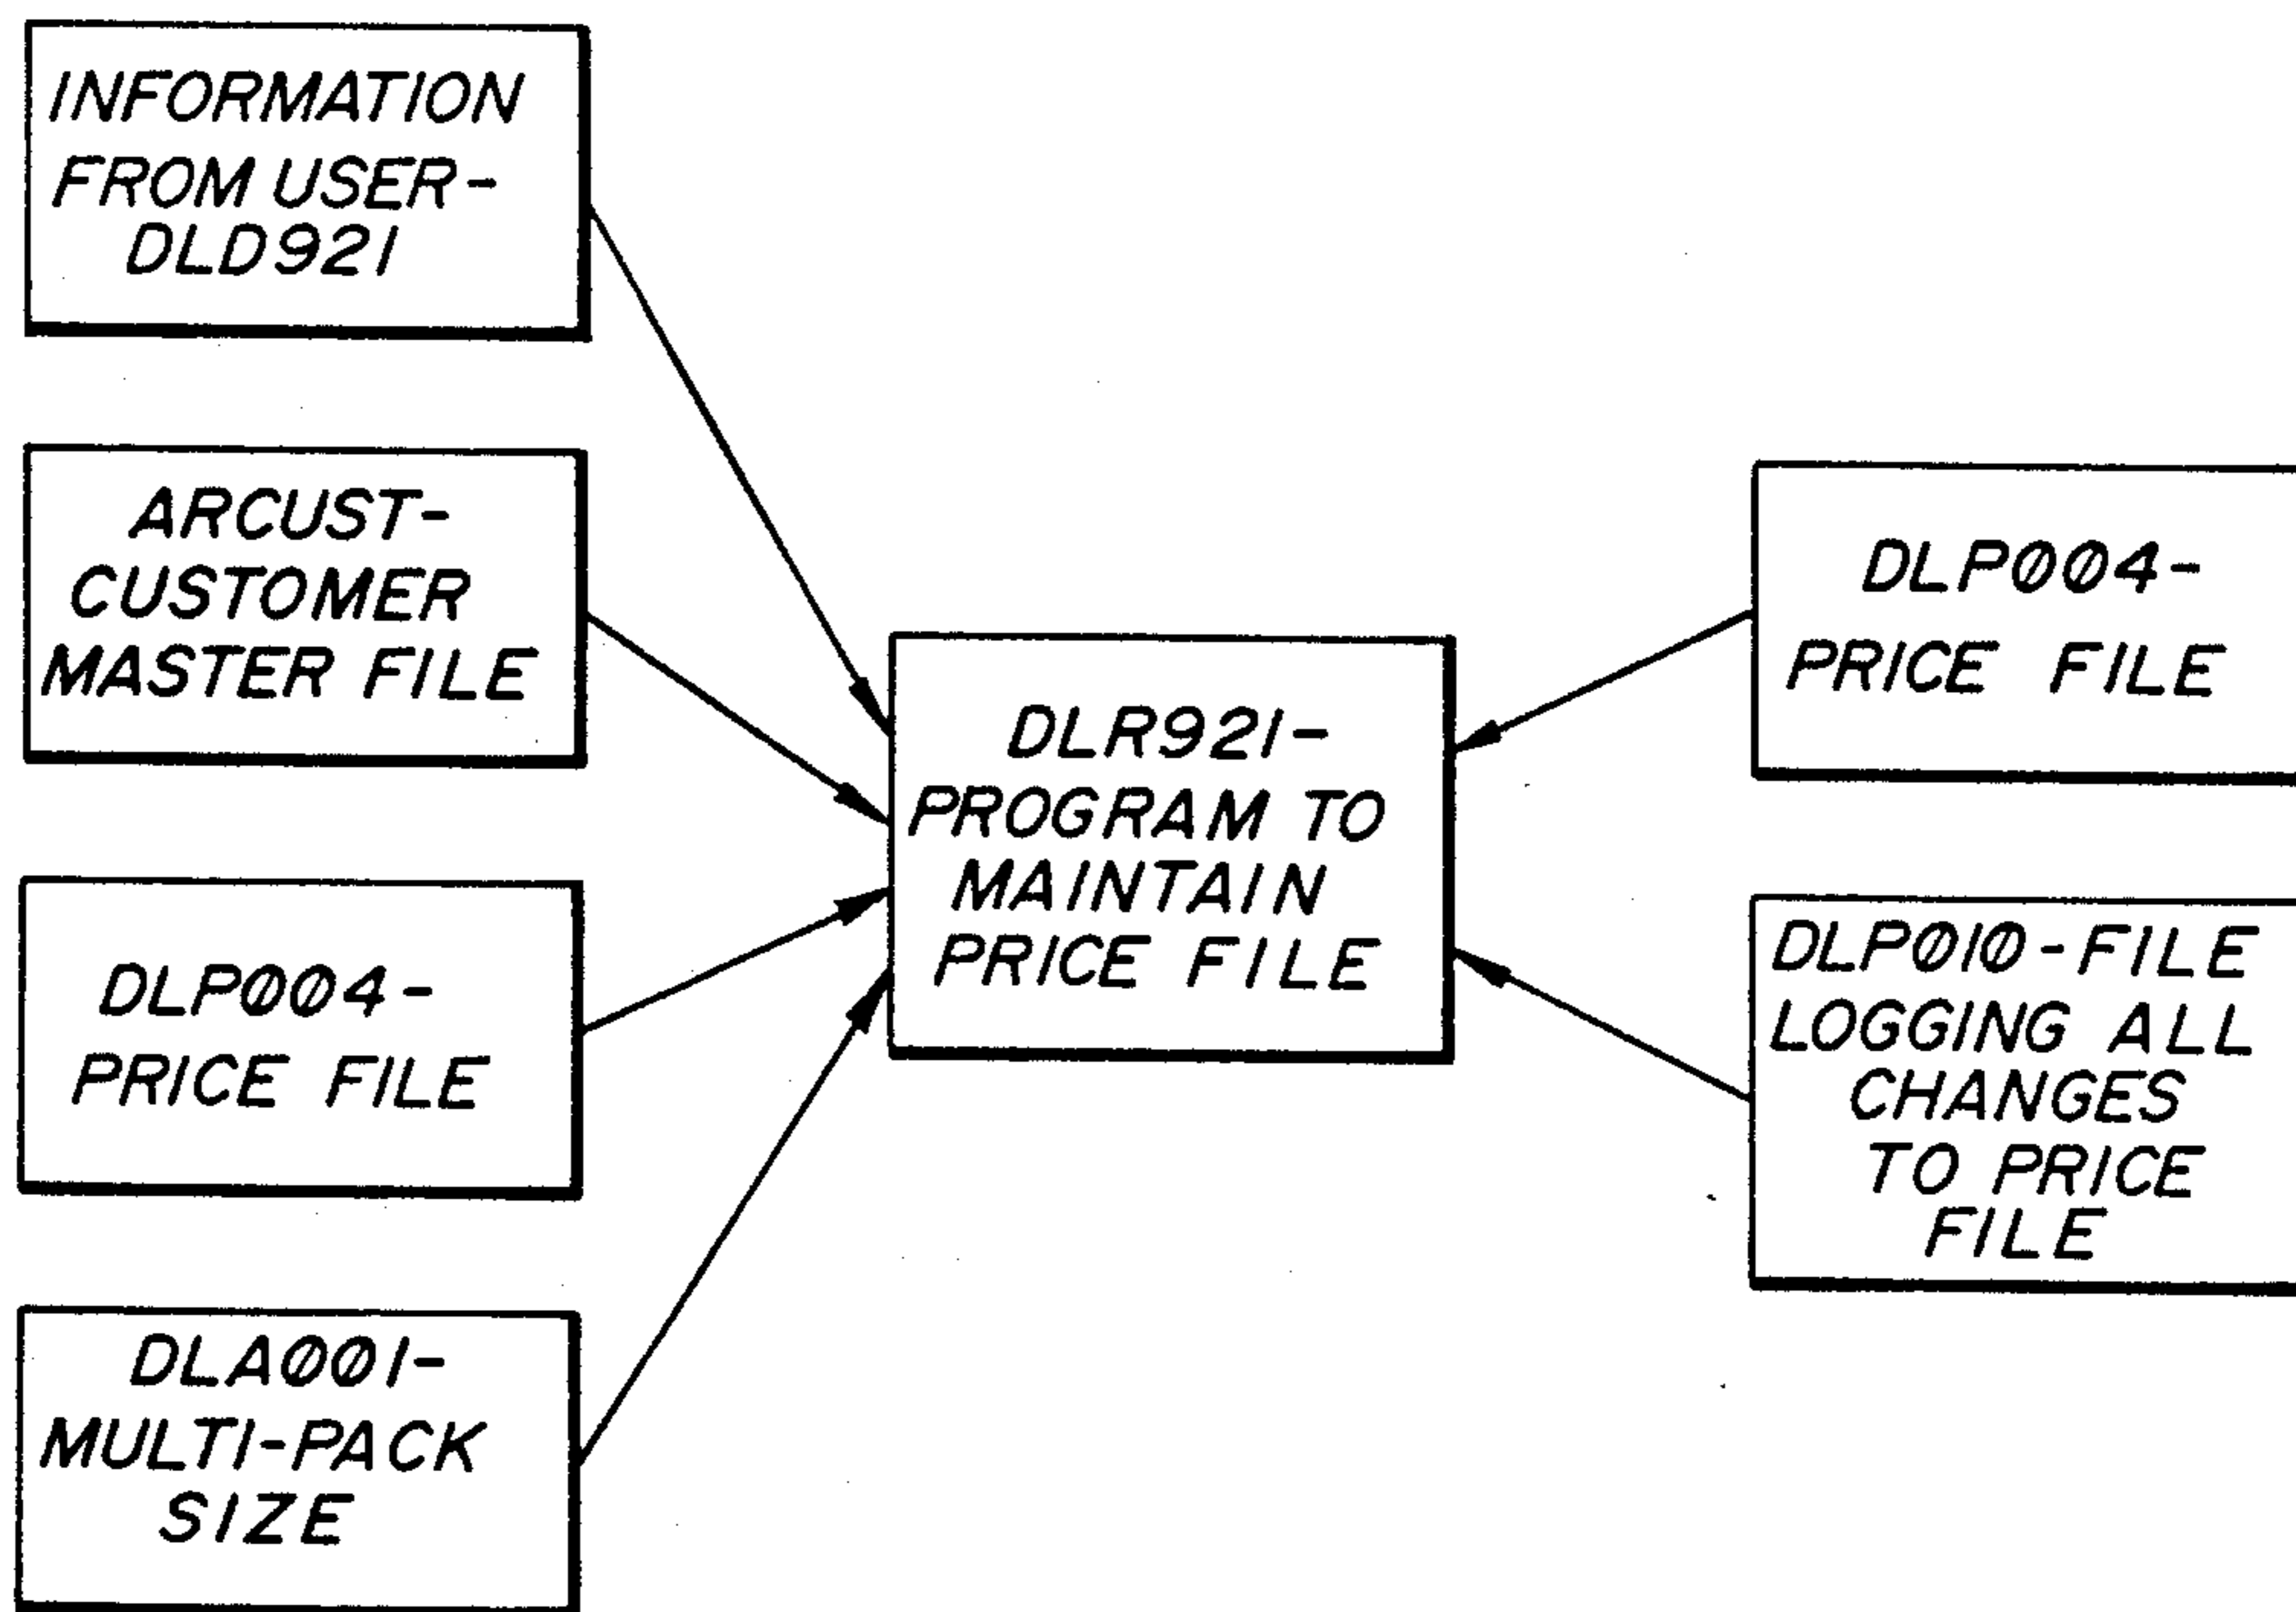 INFORMATION
FROM USER-
DLD921
ARCUST-
CUSTOMER
MASTER FILE
DLP004-
PRICE FILE
DLA001-
MULTI-PACK
SIZE
DLR921-
PROGRAM TO
MAINTAIN
PRICE FILE
DLP004-
PRICE FILE
DLP010-FILE
LOGGING ALL
CHANGES
TO PRICE
FILE